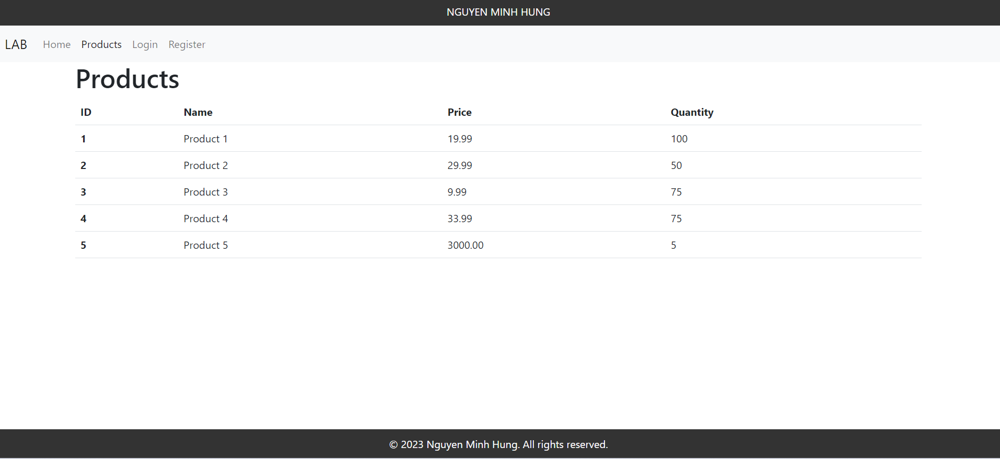 NGUYEN MINH HUNG
LAB Home Products Login Register
Products
ID Name Price Quantity
1 Product 1 19.99 100
2 Product 2 29.99 50
3 Product 3 9.99 75
4 Product 4 33.99 75
5 Product 5 3000.00 5
© 2023 Nguyen Minh Hung. All rights reserved.